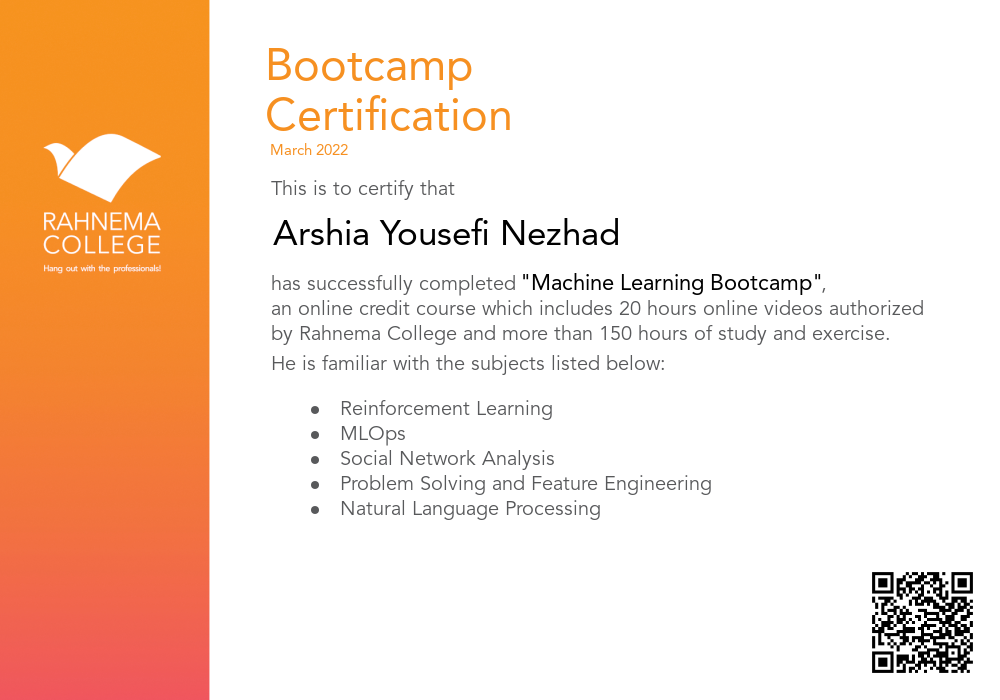 Bootcamp
Certification
March 2022
This is to certify that
Arshia Yousefi Nezhad
has successfully completed "Machine Learning Bootcamp",
an online credit course which includes 20 hours online videos authorized
by Rahnema College and more than 150 hours of study and exercise.
He is familiar with the subjects listed below:
● Reinforcement Learning
● MLOps
● Social Network Analysis
● Problem Solving and Feature Engineering
● Natural Language Processing
RAHNEMA
COLLEGE
Hang out with the professionals!